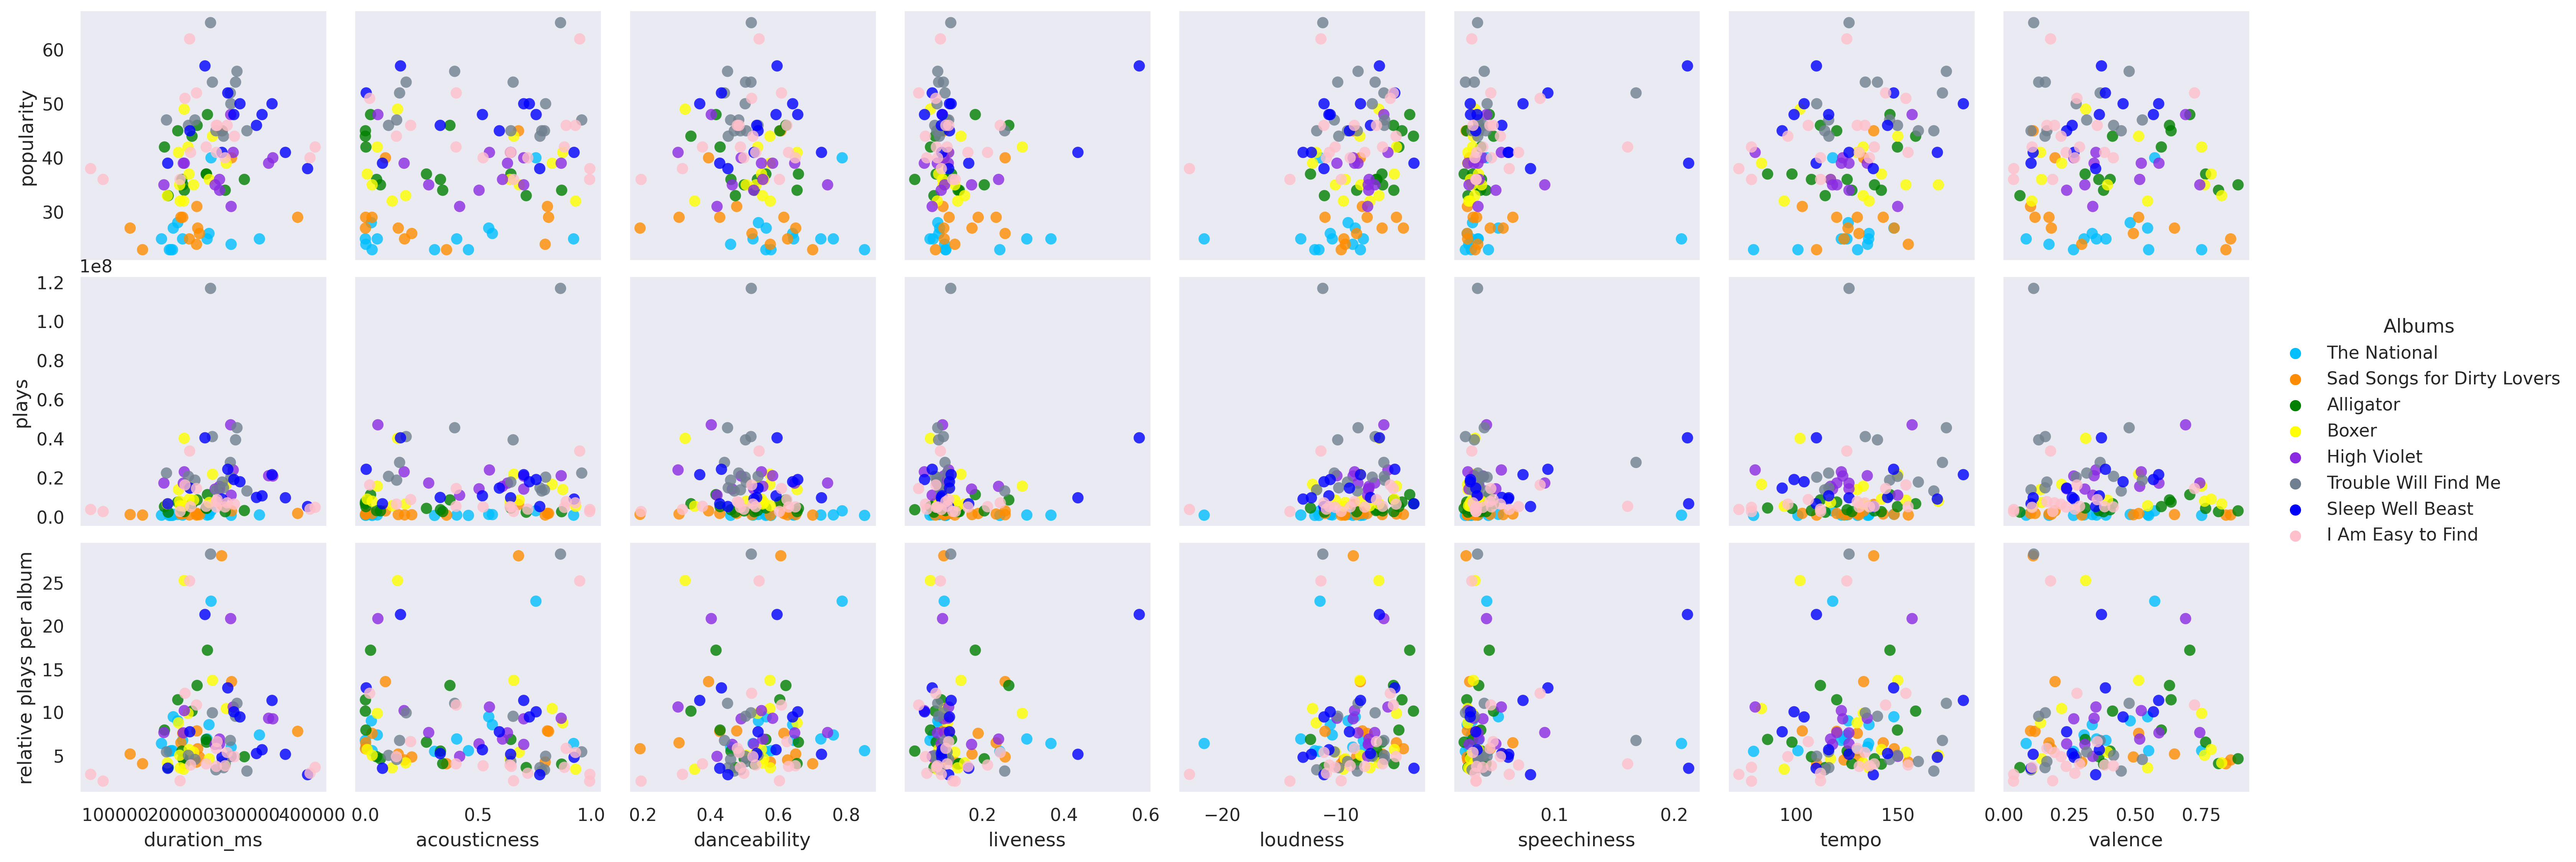 popularity
60
50
40
30
1e8
plays
1.2
1.0
0.8
0.6
0.4
0.2
0.0
relative plays per album
25
20
15
10
5
100000 200000 300000 400000
duration_ms
0.0 0.5 1.0
acousticness
0.2 0.4 0.6 0.8
danceability
0.2 0.4 0.6
liveness
−20 −10
loudness
0.1 0.2
speechiness
100 150
tempo
0.00 0.25 0.50 0.75
valence
Albums
The National
Sad Songs for Dirty Lovers
Alligator
Boxer
High Violet
Trouble Will Find Me
Sleep Well Beast
I Am Easy to Find